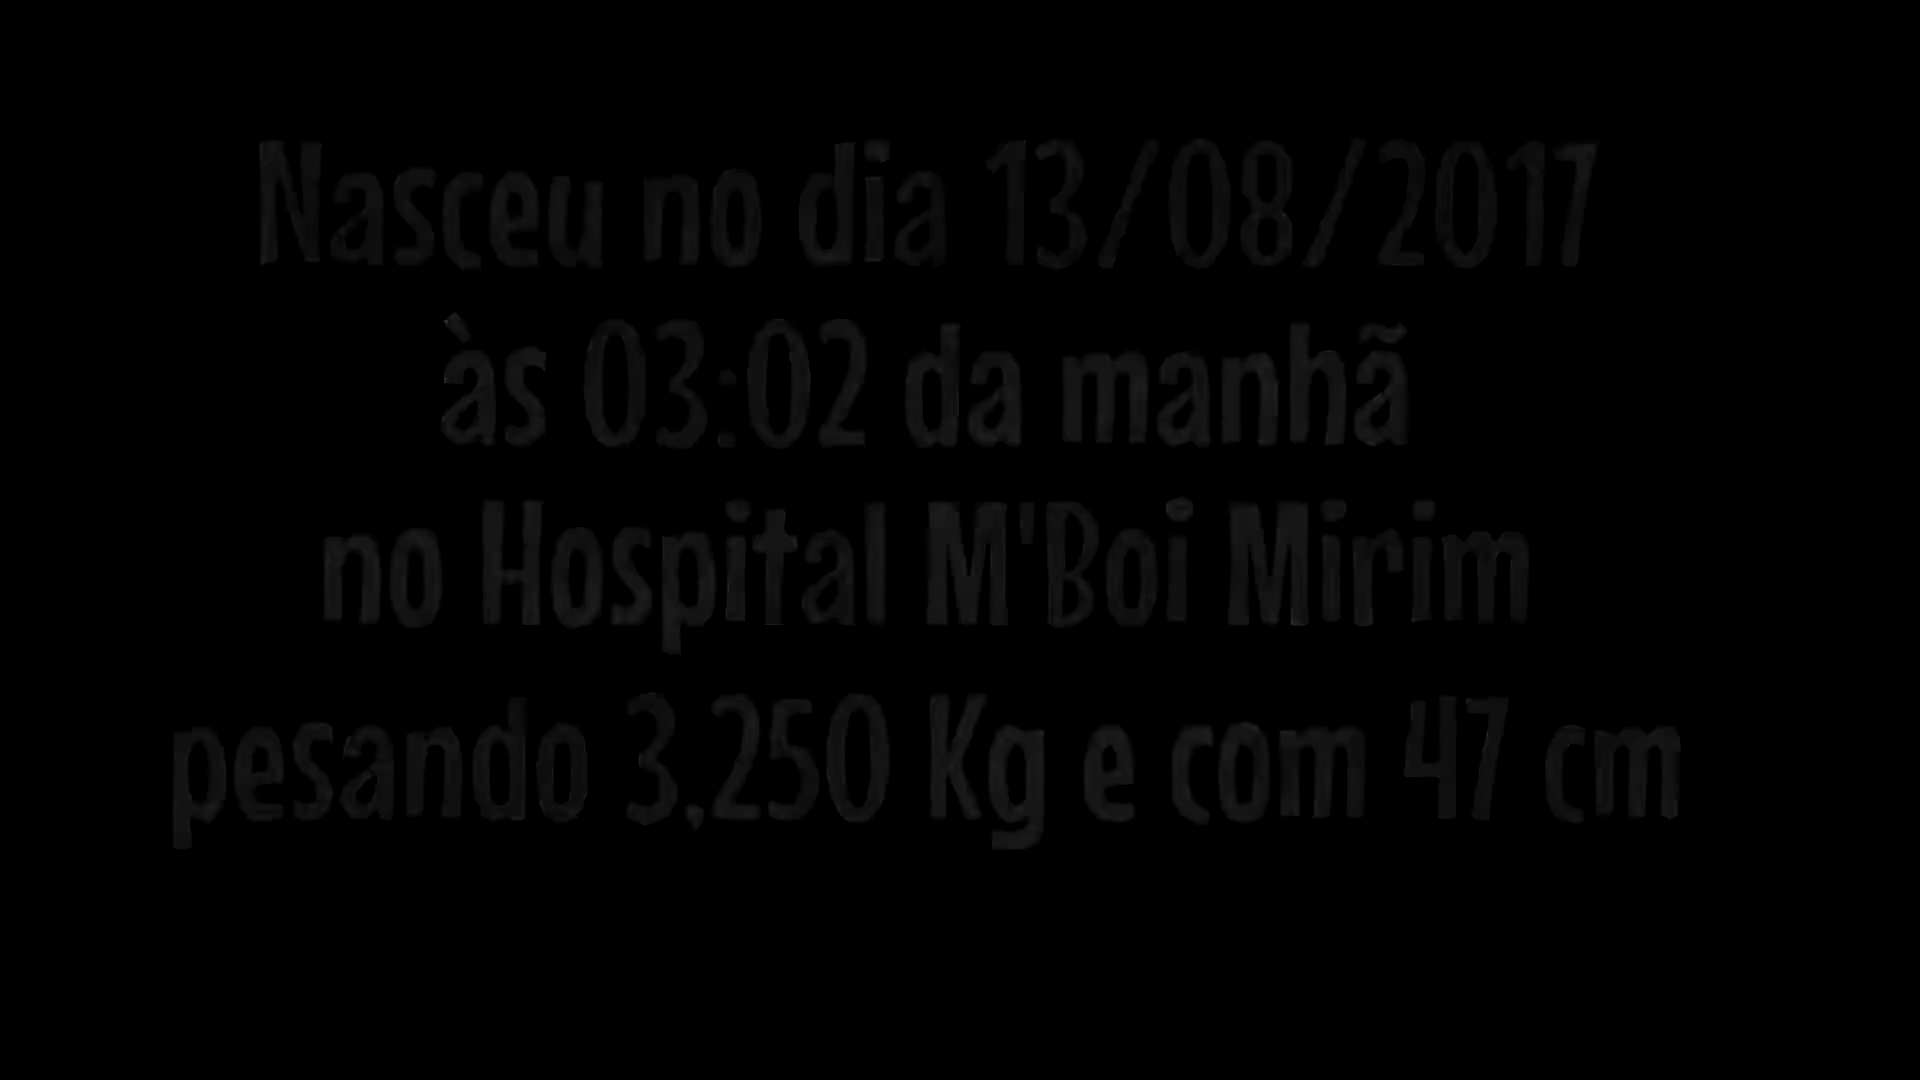 Nasceu no dia 13/08/2017
às 03:02 da manhã
no Hospital M'Boi Mirim
pesando 3,250 Kg e com 47 cm